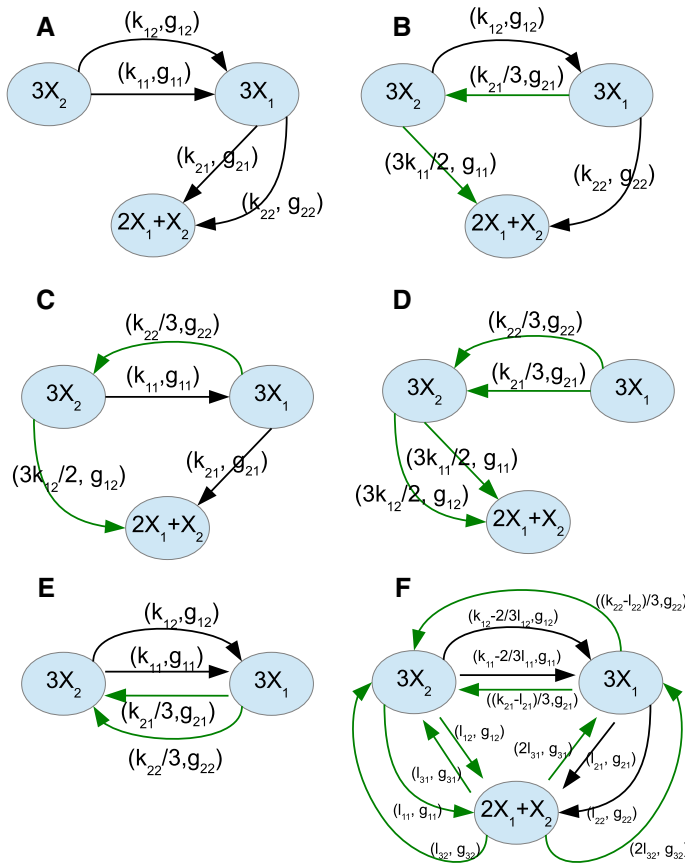 A
(k₁₂,g₁₂)
3X₂
(k₁₁,g₁₁)
3X₁
(k₂₁, g₂₁)
(k₂₂, g₂₂)
2X₁+X₂
B
(k₁₂,g₁₂)
3X₂
(k₂₁/3,g₂₁)
3X₁
(3k₁₁/2, g₁₁)
(k₂₂, g₂₂)
2X₁+X₂
C
(k₂₂/3,g₂₂)
3X₂
(k₁₁,g₁₁)
3X₁
(3k₁₂/2, g₁₂)
(k₂₁, g₂₁)
2X₁+X₂
D
(k₂₂/3,g₂₂)
3X₂
(k₂₁/3,g₂₁)
3X₁
(3k₁₁/2, g₁₁)
(3k₁₂/2, g₁₂)
2X₁+X₂
E
(k₁₂,g₁₂)
3X₂
(k₁₁,g₁₁)
3X₁
(k₂₁/3,g₂₁)
(k₂₂/3,g₂₂)
F
((k₂₂-l₂₂)/3,g₂₂)
(k₁₂-2/3l₁₂,g₁₂)
3X₂
(k₁₁-2/3l₁₁,g₁₁)
3X₁
((k₂₁-l₂₁)/3,g₂₁)
(l₁₂, g₁₂)
(2l₃₁, g₃₁)
(l₂₁, g₂₁)
(l₃₁, g₃₁)
(l₁₁, g₁₁)
2X₁+X₂
(l₂₂, g₂₂)
(l₃₂, g₃₂)
(2l₃₂, g₃₂)